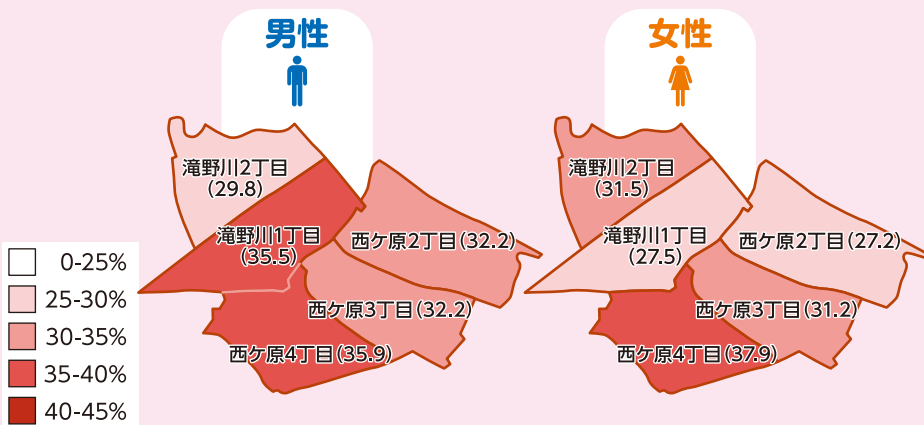 男性
女性
滝野川2丁目
(29.8)
滝野川1丁目
(35.5)
西ケ原2丁目(32.2)
西ケ原3丁目(32.2)
西ケ原4丁目(35.9)
滝野川2丁目
(31.5)
滝野川1丁目
(27.5)
西ケ原2丁目(27.2)
西ケ原3丁目(31.2)
西ケ原4丁目(37.9)
0-25%
25-30%
30-35%
35-40%
40-45%